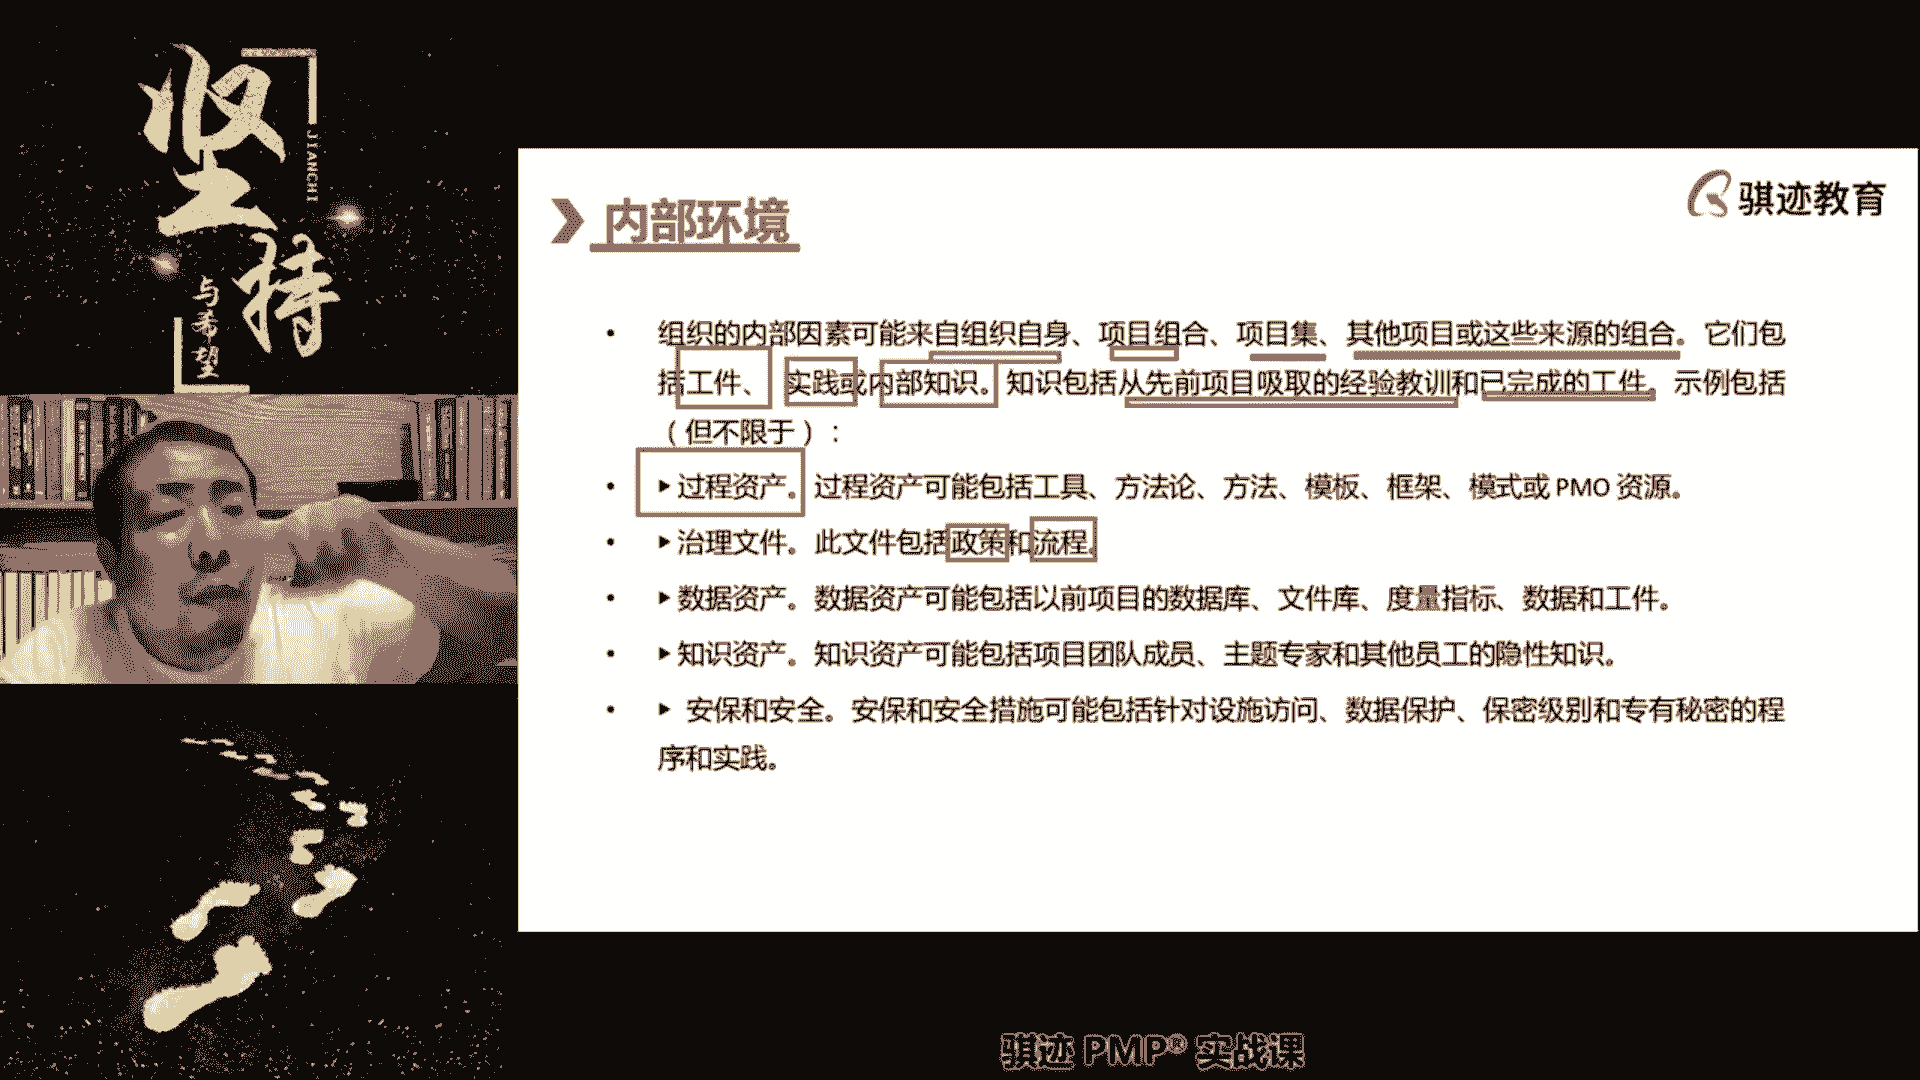 坚持
JIANCHI
与希望
骐迹教育
内部环境
• 组织的内部因素可能来自组织自身、项目组合、项目集、其他项目或这些来源的组合。它们包
括工件、实践或内部知识。知识包括从先前项目吸取的经验教训和已完成的工件。示例包括
（但不限于）：
• ▸过程资产。过程资产可能包括工具、方法论、方法、模板、框架、模式或 PMO 资源。
• ▸治理文件。此文件包括政策和流程。
• ▸数据资产。数据资产可能包括以前项目的数据库、文件库、度量指标、数据和工件。
• ▸知识资产。知识资产可能包括项目团队成员、主题专家和其他员工的隐性知识。
• ▸ 安保和安全。安保和安全措施可能包括针对设施访问、数据保护、保密级别和专有秘密的程
序和实践。
骐迹 PMP® 实战课